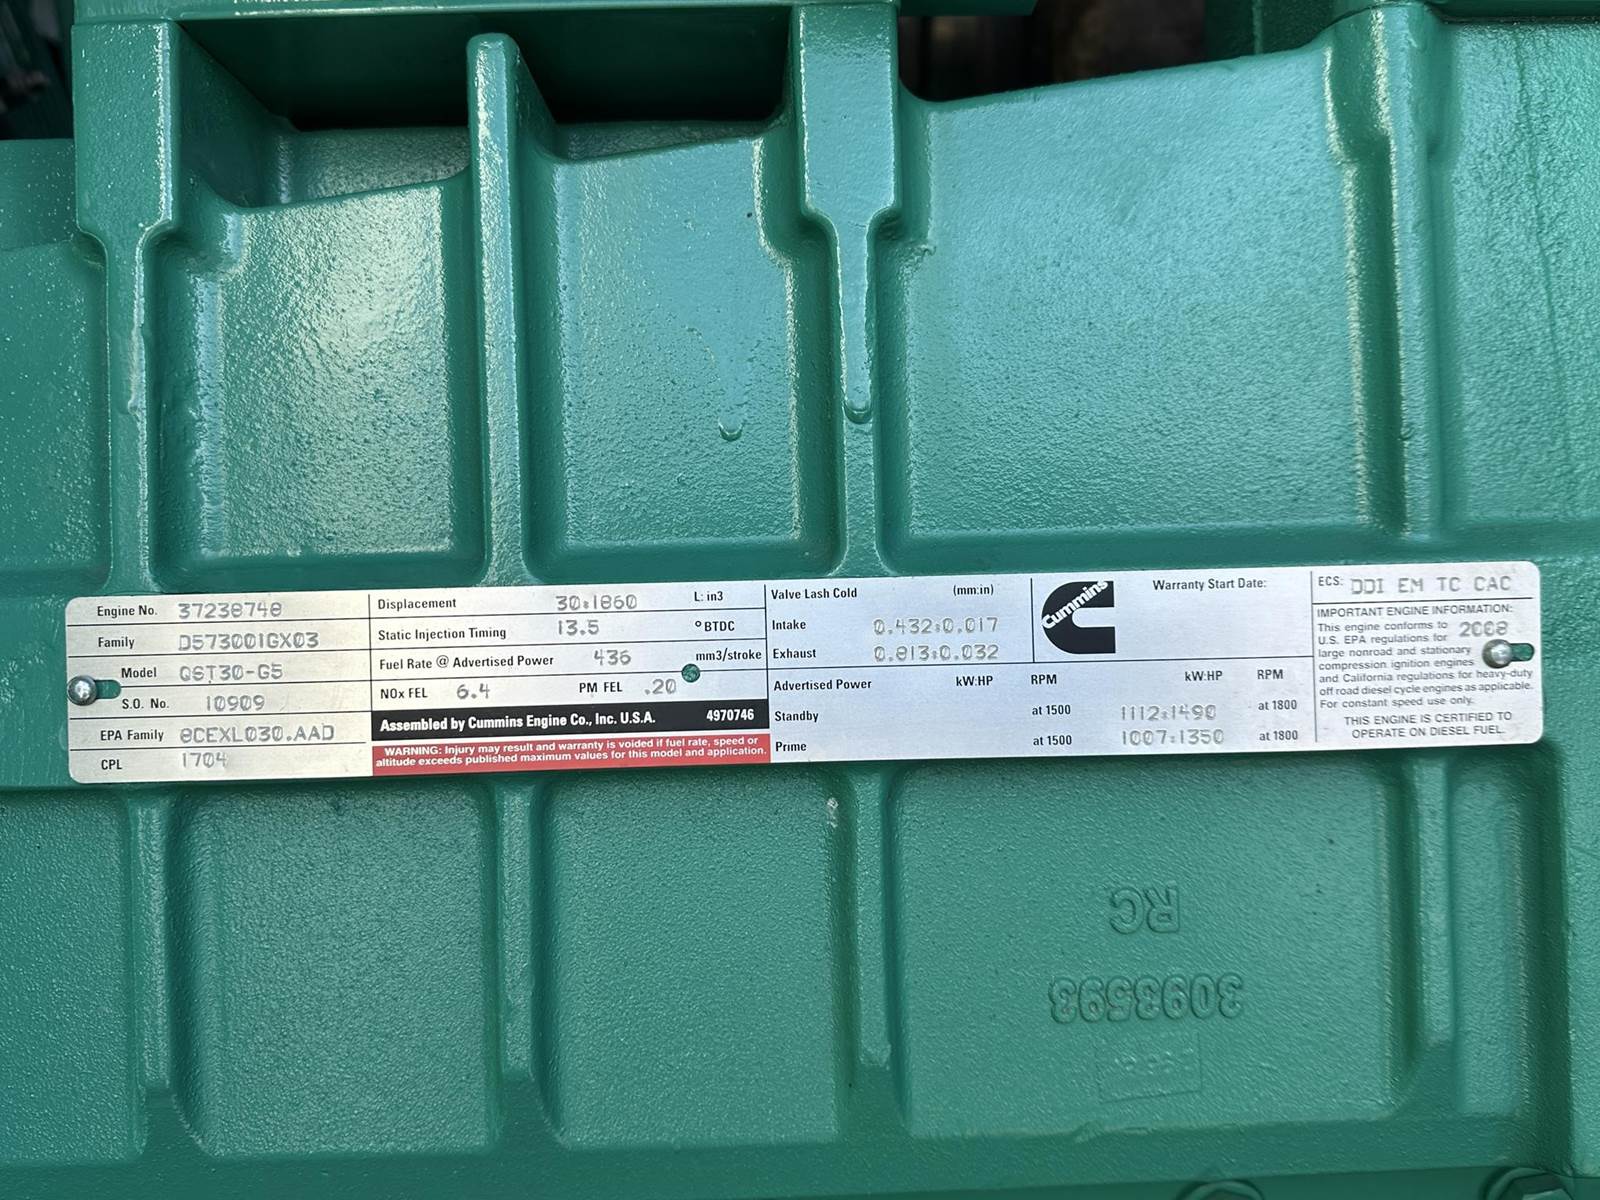 Engine No. 37238748
Family D573001GX03
Model QST30-G5
S.O. No. 10909
EPA Family 8CEXL030.AAD
CPL 1704
Displacement 30:1860 L: in3
Static Injection Timing 13.5 °BTDC
Fuel Rate @ Advertised Power 436 mm3/stroke
NOx FEL 6.4 PM FEL .20
Assembled by Cummins Engine Co., Inc. U.S.A. 4970746
WARNING: Injury may result and warranty is voided if fuel rate, speed or
altitude exceeds published maximum values for this model and application.
Valve Lash Cold (mm:in)
Intake 0.432:0.017
Exhaust 0.813:0.032
Cummins
Warranty Start Date:
Advertised Power kW:HP RPM kW:HP RPM
Standby at 1500 1112:1490 at 1800
Prime at 1500 1007:1350 at 1800
ECS: DDI EM TC CAC
IMPORTANT ENGINE INFORMATION:
This engine conforms to 2008
U.S. EPA regulations for
large nonroad and stationary
compression ignition engines
and California regulations for heavy-duty
off road diesel cycle engines as applicable.
For constant speed use only.
THIS ENGINE IS CERTIFIED TO
OPERATE ON DIESEL FUEL.
RC
3093593